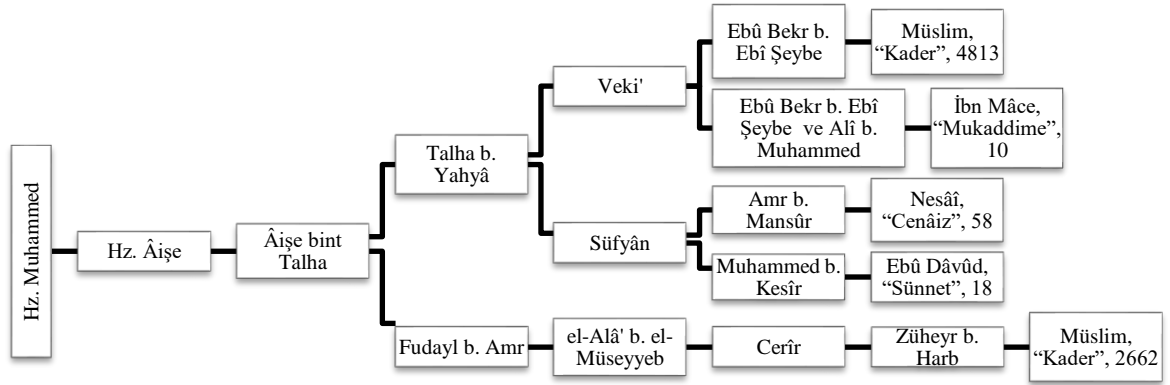 Hz. Muhammed
Hz. Âişe
Âişe bint
Talha
Talha b.
Yahyâ
Veki'
Ebû Bekr b.
Ebî Şeybe
Müslim,
“Kader”, 4813
Ebû Bekr b. Ebî
Şeybe ve Alî b.
Muhammed
İbn Mâce,
“Mukaddime”,
10
Süfyân
Amr b.
Mansûr
Nesâî,
“Cenâiz”, 58
Muhammed b.
Kesîr
Ebû Dâvûd,
“Sünnet”, 18
Fudayl b. Amr
el-Alâ' b. el-
Müseyyeb
Cerîr
Züheyr b.
Harb
Müslim,
“Kader”, 2662